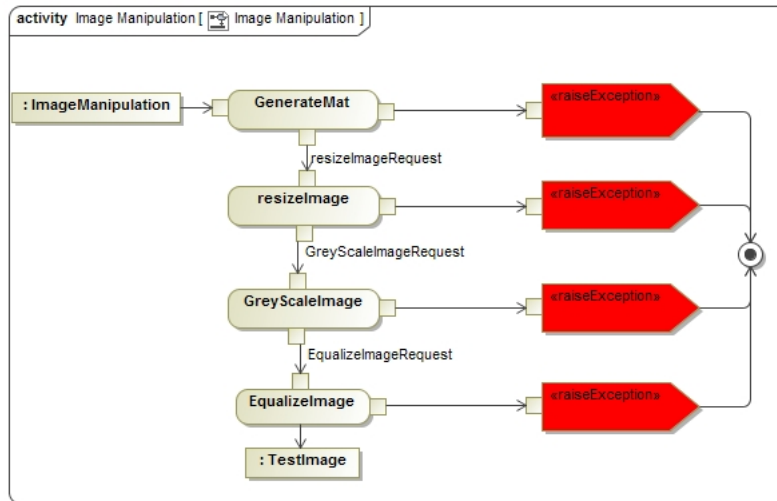 activity Image Manipulation [ Image Manipulation ]
: ImageManipulation
GenerateMat
«raiseException»
resizeImageRequest
resizeImage
«raiseException»
GreyScaleImageRequest
GreyScaleImage
«raiseException»
EqualizeImageRequest
EqualizeImage
«raiseException»
: TestImage